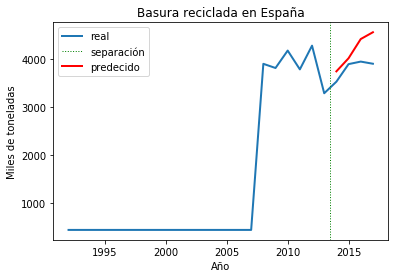 Basura reciclada en España
real
separación
predecido
Miles de toneladas
4000
3000
2000
1000
1995
2000
2005
2010
2015
Año